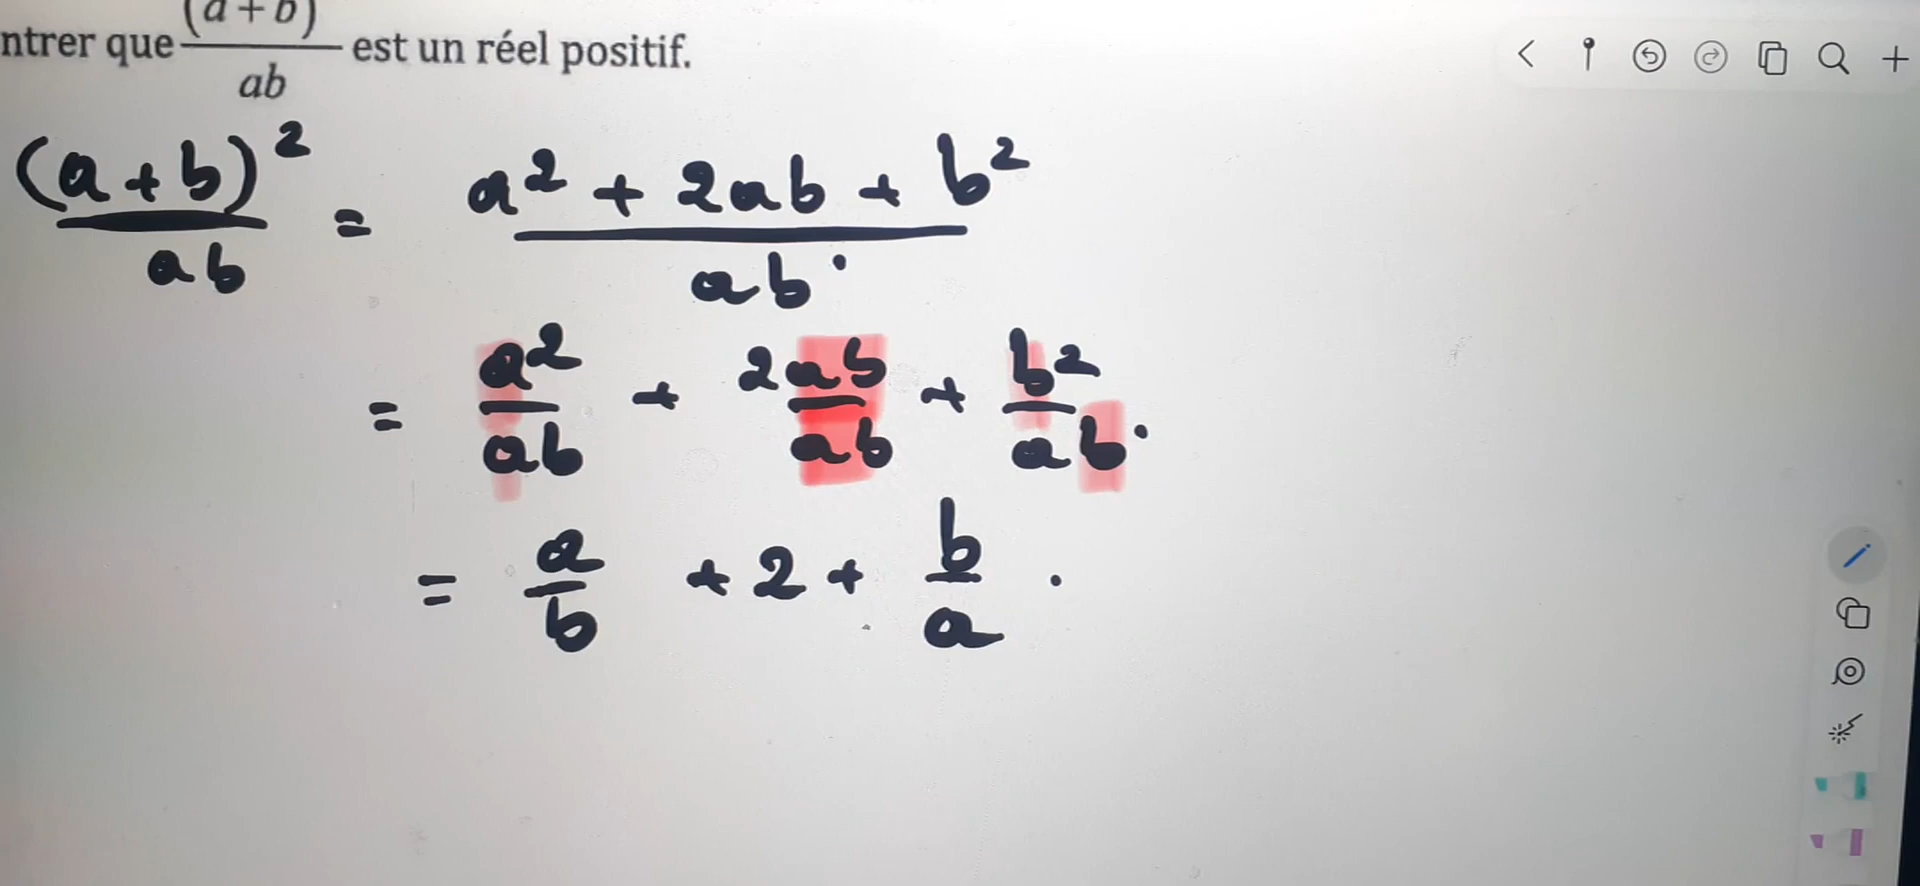 ntrer que (a+b) / ab est un réel positif.
(a+b)² / ab = a² + 2ab + b² / ab .
= a² / ab + 2ab / ab + b² / ab .
= a / b + 2 + b / a .